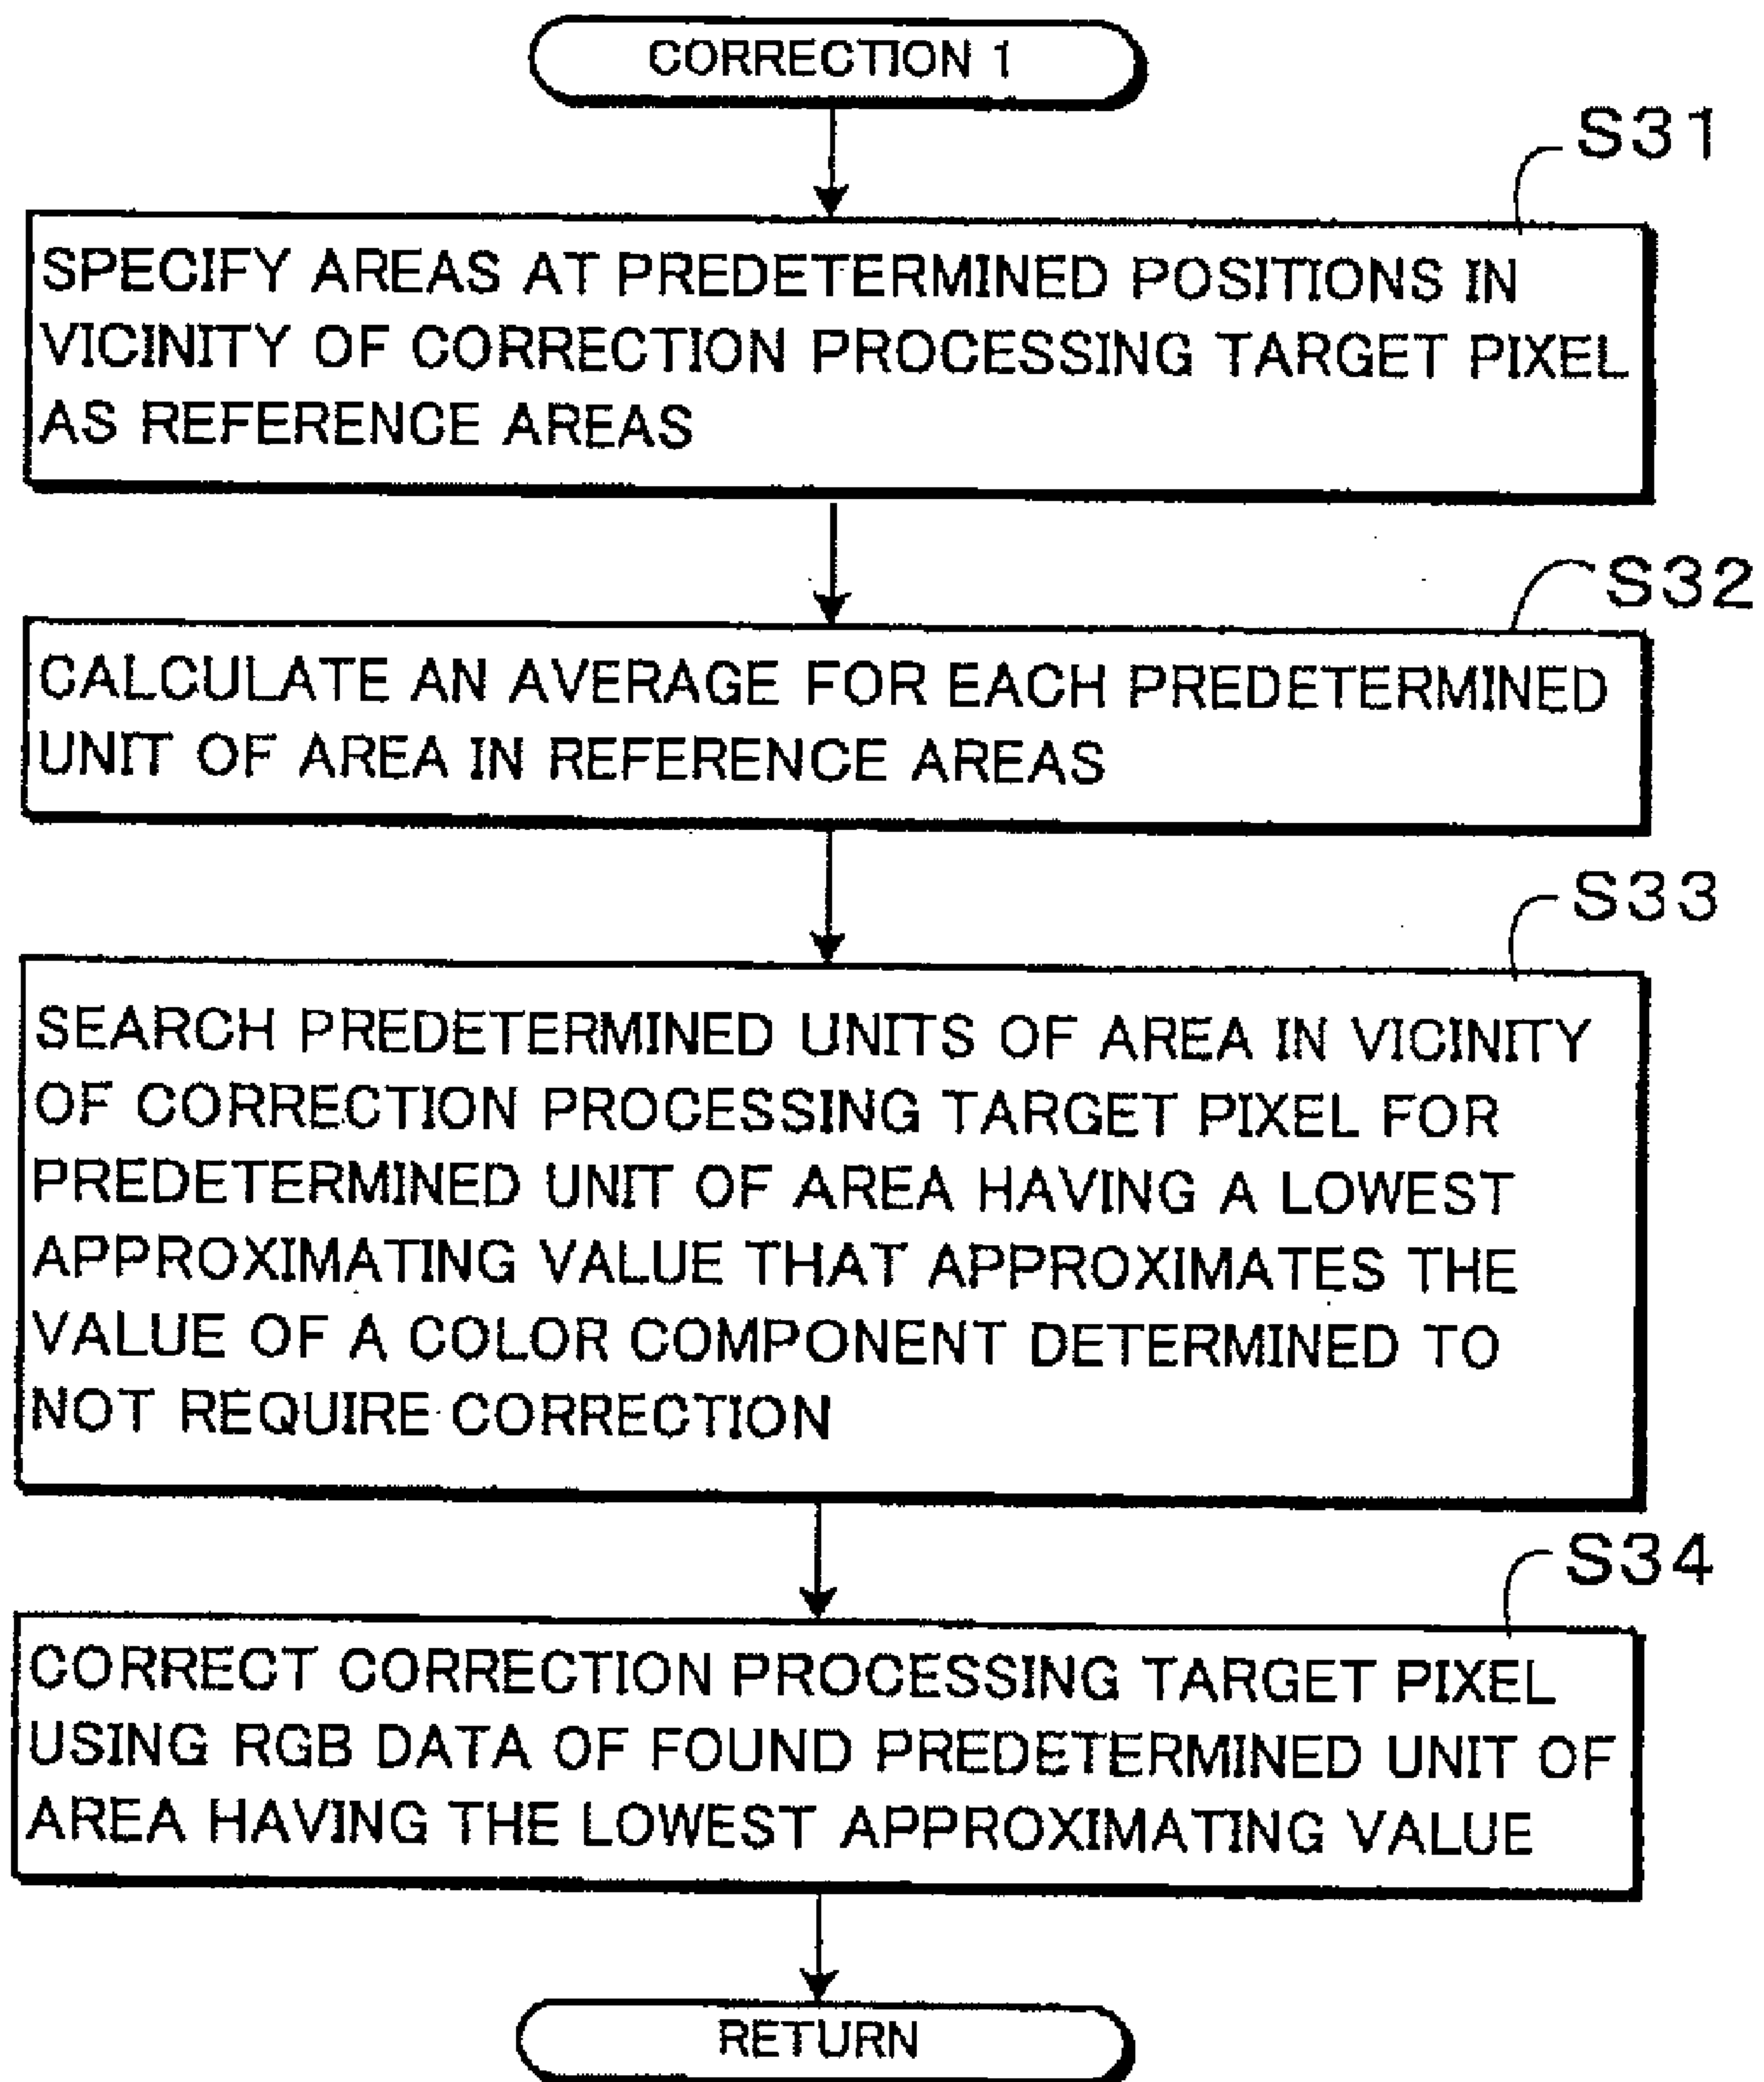 CORRECTION 1
S31
SPECIFY AREAS AT PREDETERMINED POSITIONS IN
VICINITY OF CORRECTION PROCESSING TARGET PIXEL
AS REFERENCE AREAS
S32
CALCULATE AN AVERAGE FOR EACH PREDETERMINED
UNIT OF AREA IN REFERENCE AREAS
S33
SEARCH PREDETERMINED UNITS OF AREA IN VICINITY
OF CORRECTION PROCESSING TARGET PIXEL FOR
PREDETERMINED UNIT OF AREA HAVING A LOWEST
APPROXIMATING VALUE THAT APPROXIMATES THE
VALUE OF A COLOR COMPONENT DETERMINED TO
NOT REQUIRE CORRECTION
S34
CORRECT CORRECTION PROCESSING TARGET PIXEL
USING RGB DATA OF FOUND PREDETERMINED UNIT OF
AREA HAVING THE LOWEST APPROXIMATING VALUE
RETURN